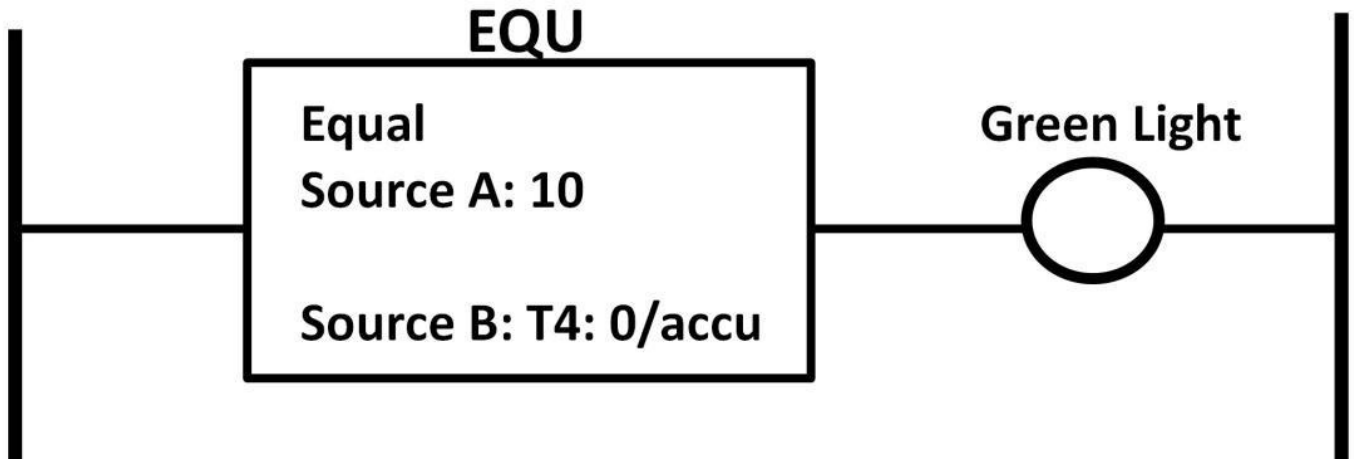 EQU
Equal
Green Light
Source A: 10
Source B: T4: 0/accu